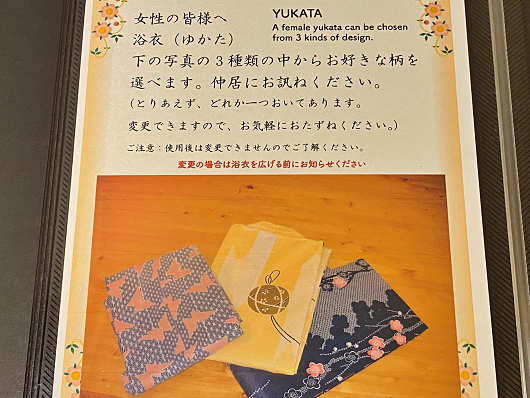 女性の皆様へ
YUKATA
浴衣（ゆかた）
A female yukata can be chosen
from 3 kinds of design.
下の写真の３種類の中からお好きな柄を
選べます。仲居にお訊ねください。
（とりあえず、どれか一つおいてあります。
変更できますので、お気軽におたずねください。）
ご注意：使用後は変更できませんのでご了解ください。
変更の場合は浴衣を広げる前にお知らせください